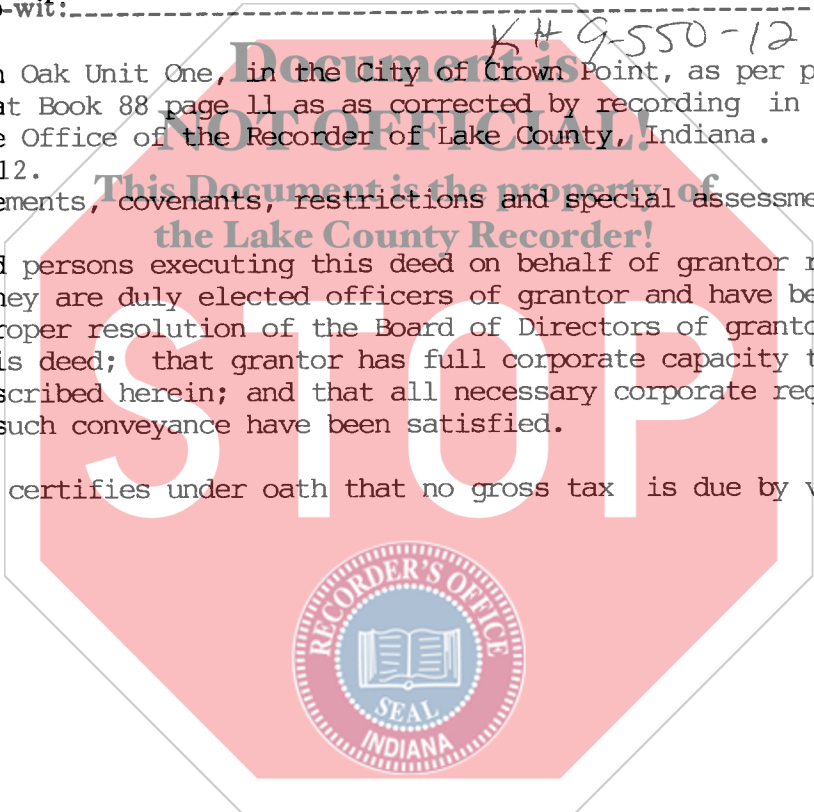 o-wit:
K# 9-550-12
n Oak Unit One, in the City of Crown Point, as per p
at Book 88 page 11 as as corrected by recording in
e Office of the Recorder of Lake County, Indiana.
12.
ements, covenants, restrictions and special assessme
d persons executing this deed on behalf of grantor r
hey are duly elected officers of grantor and have be
roper resolution of the Board of Directors of granto
is deed; that grantor has full corporate capacity t
scribed herein; and that all necessary corporate req
such conveyance have been satisfied.
certifies under oath that no gross tax is due by v
Document is
NOT OFFICIAL!
This Document is the property of
the Lake County Recorder!
STOP
RECORDER'S OFFICE
SEAL
INDIANA